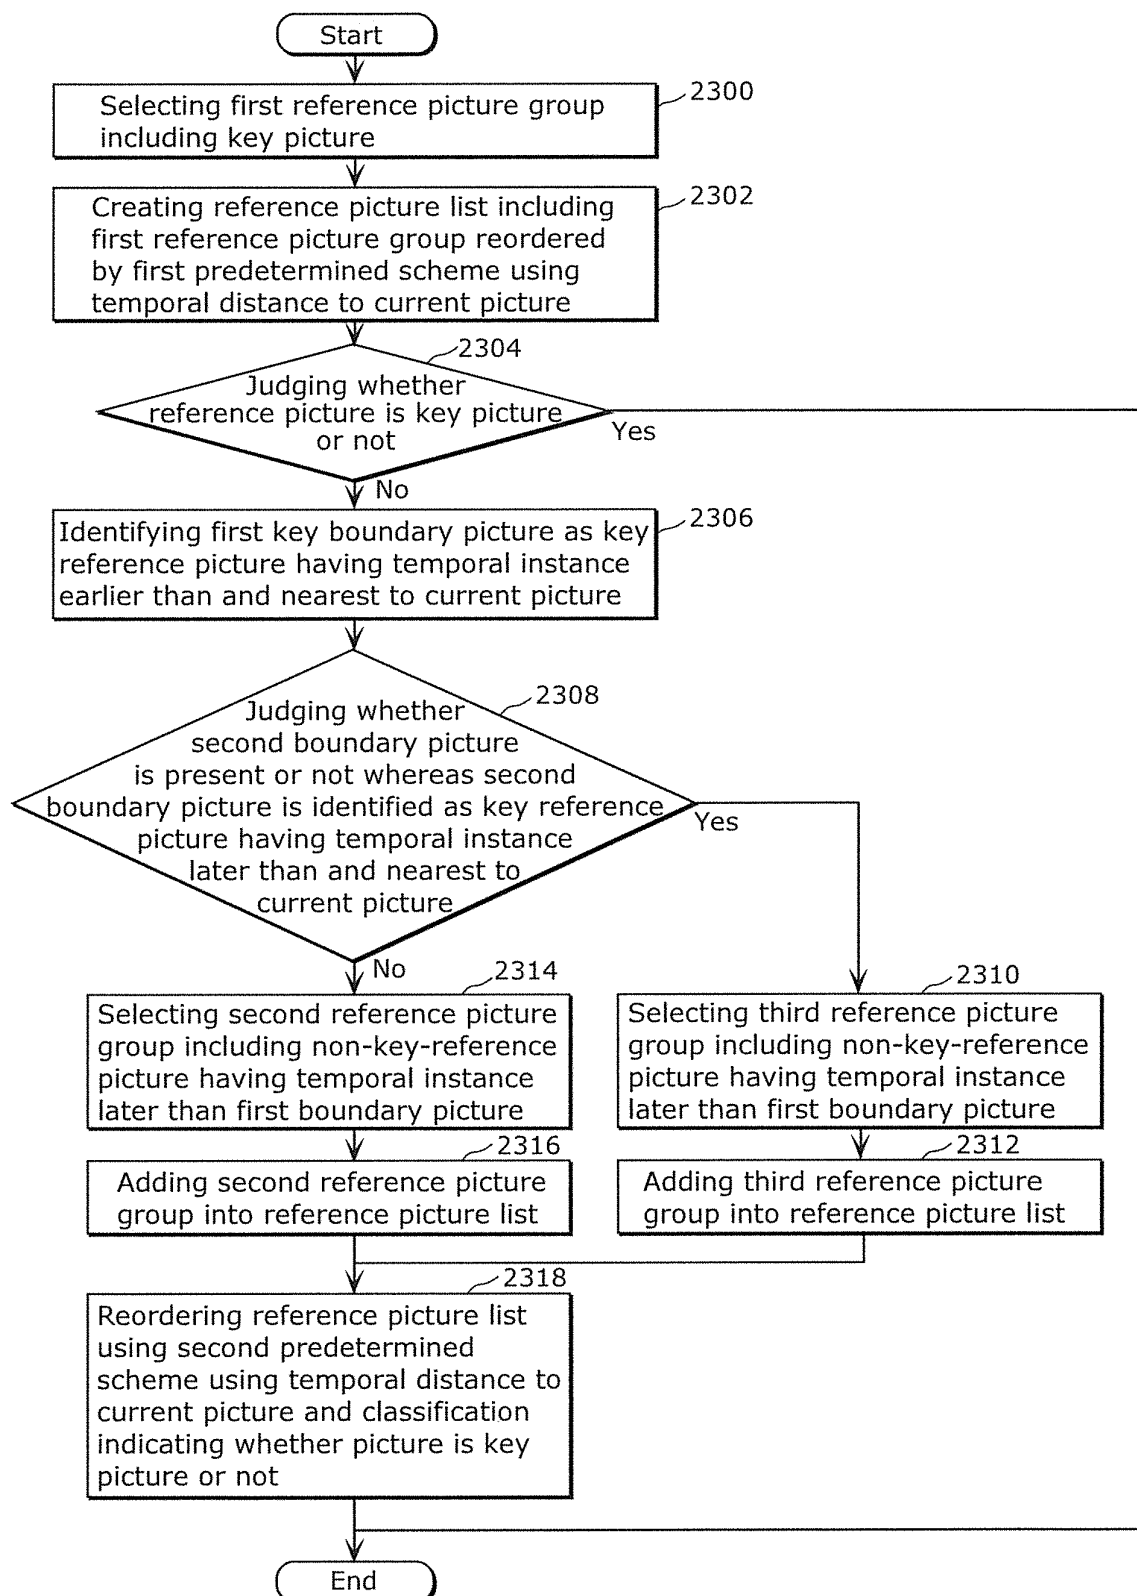 Start
2300
Selecting first reference picture group
including key picture
2302
Creating reference picture list including
first reference picture group reordered
by first predetermined scheme using
temporal distance to current picture
2304
Judging whether
reference picture is key picture
or not
Yes
No
2306
Identifying first key boundary picture as key
reference picture having temporal instance
earlier than and nearest to current picture
2308
Judging whether
second boundary picture
is present or not whereas second
boundary picture is identified as key reference
picture having temporal instance
later than and nearest to
current picture
Yes
No
2314
Selecting second reference picture
group including non-key-reference
picture having temporal instance
later than first boundary picture
2310
Selecting third reference picture
group including non-key-reference
picture having temporal instance
later than first boundary picture
2316
Adding second reference picture
group into reference picture list
2312
Adding third reference picture
group into reference picture list
2318
Reordering reference picture list
using second predetermined
scheme using temporal distance to
current picture and classification
indicating whether picture is key
picture or not
End